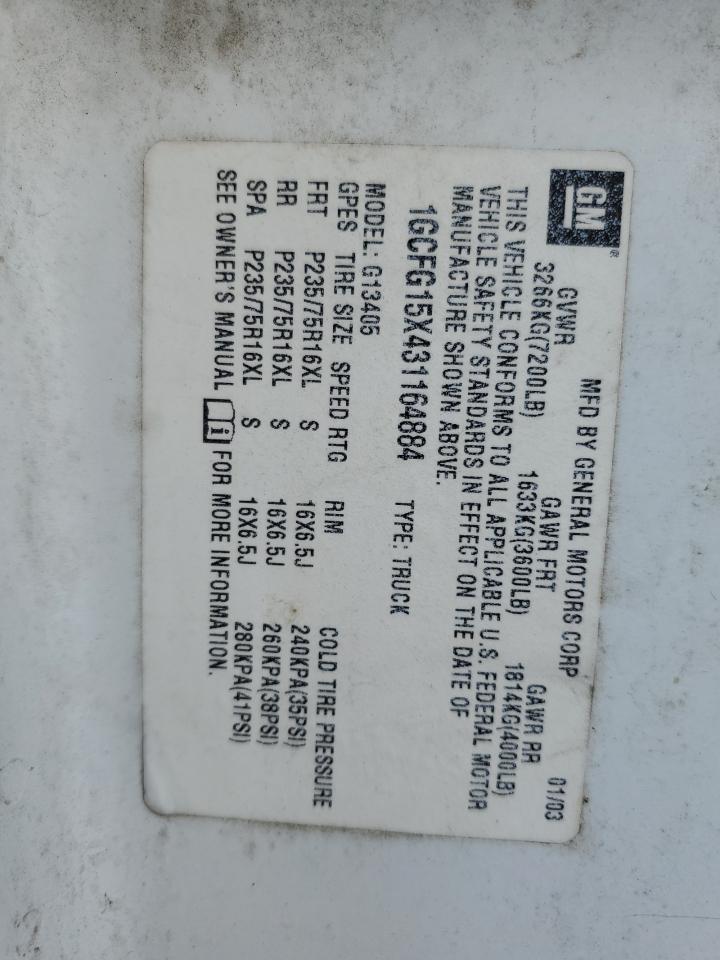 GM®
MFD BY GENERAL MOTORS CORP 01/03
GVWR GAWR FRT GAWR RR
3266KG(7200LB) 1633KG(3600LB) 1814KG(4000LB)
THIS VEHICLE CONFORMS TO ALL APPLICABLE U.S. FEDERAL MOTOR
VEHICLE SAFETY STANDARDS IN EFFECT ON THE DATE OF
MANUFACTURE SHOWN ABOVE.
1GCFG15X431164884 TYPE: TRUCK
MODEL: G13405
GPES TIRE SIZE SPEED RTG RIM COLD TIRE PRESSURE
FRT P235/75R16XL S 16X6.5J 240KPA(35PSI)
RR P235/75R16XL S 16X6.5J 260KPA(38PSI)
SPA P235/75R16XL S 16X6.5J 280KPA(41PSI)
SEE OWNER'S MANUAL i FOR MORE INFORMATION.